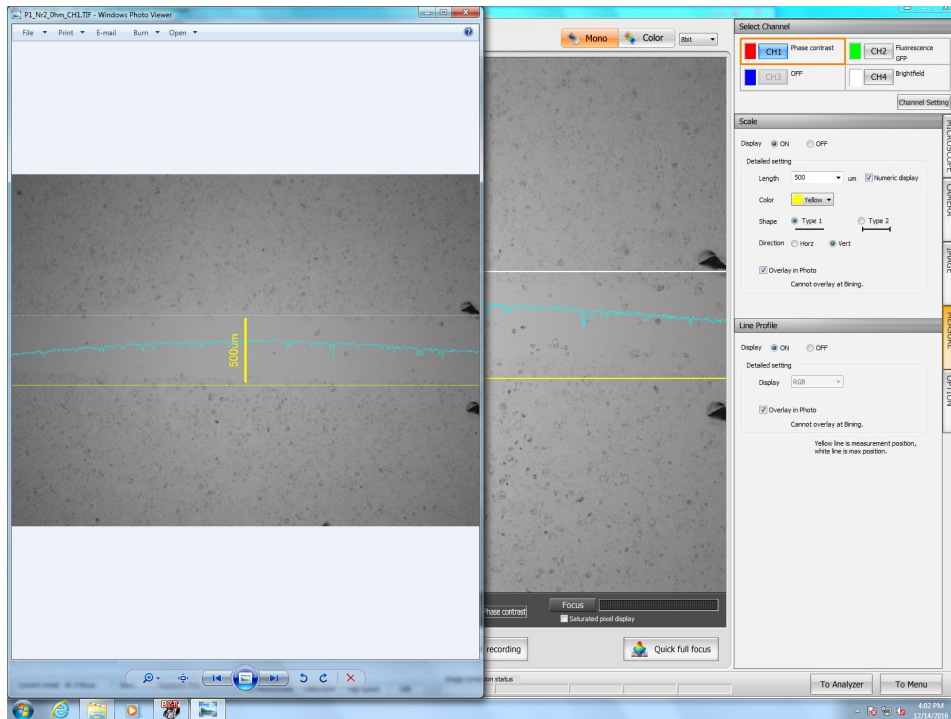 P1_Nr2_0hm_CH1.TIF - Windows Photo Viewer
File Print E-mail Burn Open
500um
Mono Color 8bit
Phase contrast
Focus
Saturated pixel display
recording
Quick full focus
Select Channel
CH1 Phase contrast CH2 Fluorescence GFP
CH3 OFF CH4 Brightfield
Channel Setting
Scale
Display ON OFF
Detailed setting
Length 500 um Numeric display
Color Yellow
Shape Type 1 Type 2
Direction Horz Vert
Overlay in Photo
Cannot overlay at Bining.
Line Profile
Display ON OFF
Detailed setting
Display RGB
Overlay in Photo
Cannot overlay at Bining.
Yellow line is measurement position,
white line is max position.
MICROSCOPE
CAMERA
IMAGE
MEASURE
OPTION
To Analyzer To Menu
4:02 PM